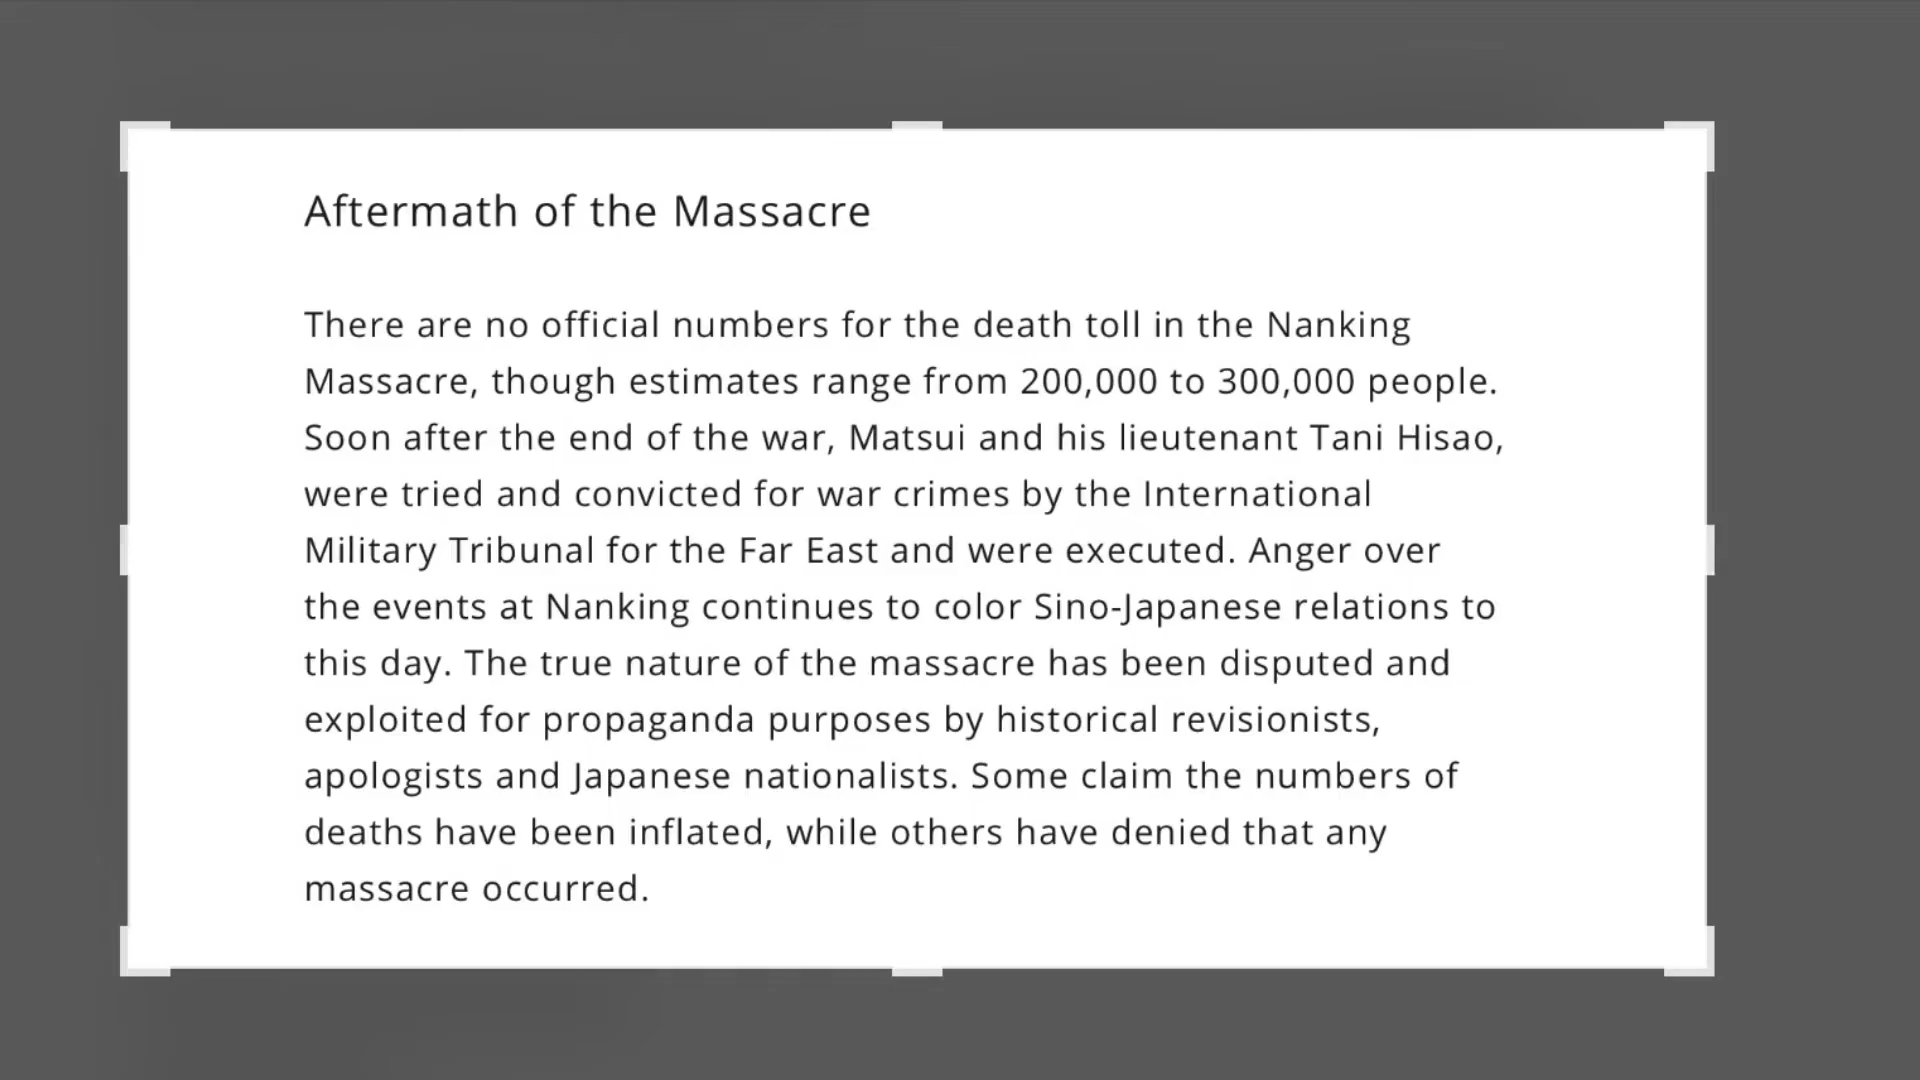 Aftermath of the Massacre
There are no official numbers for the death toll in the Nanking
Massacre, though estimates range from 200,000 to 300,000 people.
Soon after the end of the war, Matsui and his lieutenant Tani Hisao,
were tried and convicted for war crimes by the International
Military Tribunal for the Far East and were executed. Anger over
the events at Nanking continues to color Sino-Japanese relations to
this day. The true nature of the massacre has been disputed and
exploited for propaganda purposes by historical revisionists,
apologists and Japanese nationalists. Some claim the numbers of
deaths have been inflated, while others have denied that any
massacre occurred.